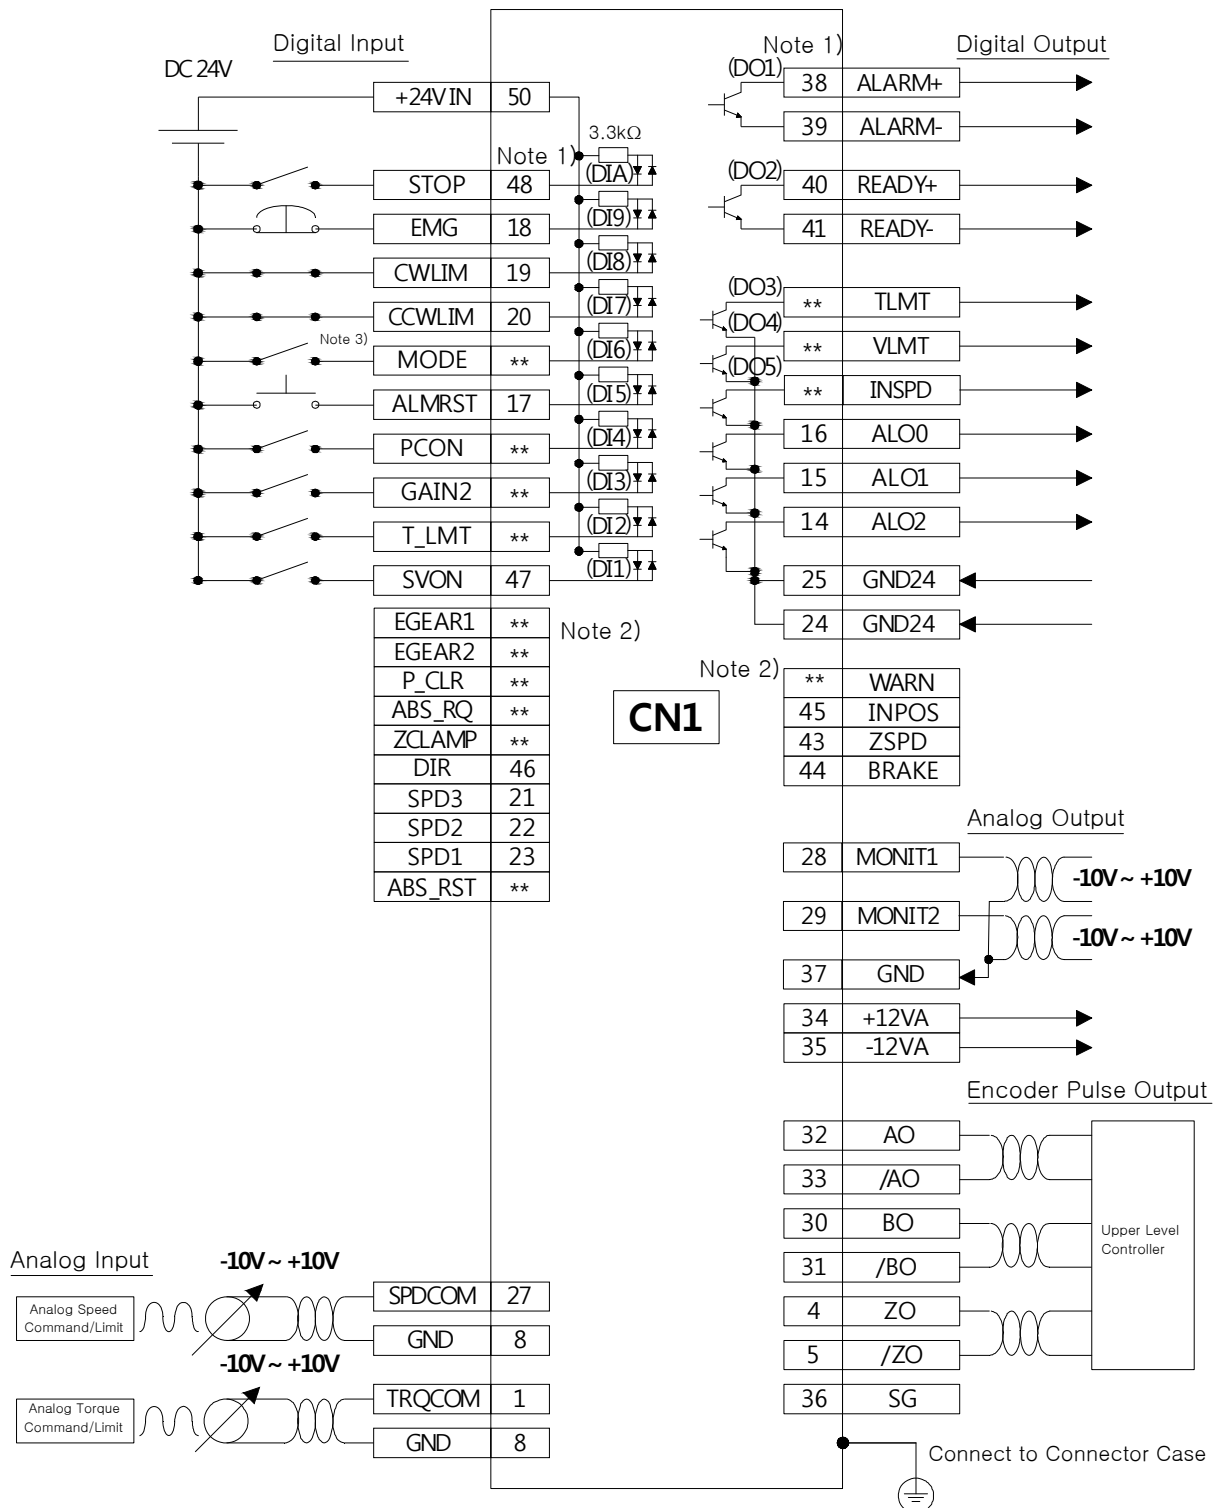 Digital Input
DC 24V
+24VIN 50
3.3kΩ
Note 1)
STOP 48 (DIA)
EMG 18 (DI9)
CWLIM 19 (DI8)
CCWLIM 20 (DI7)
Note 3)
MODE ** (DI6)
ALMRST 17 (DI5)
PCON ** (DI4)
GAIN2 ** (DI3)
T_LMT ** (DI2)
SVON 47 (DI1)
EGEAR1 **
Note 2)
EGEAR2 **
P_CLR **
ABS_RQ **
ZCLAMP **
DIR 46
SPD3 21
SPD2 22
SPD1 23
ABS_RST **
CN1
Note 1)
Digital Output
(DO1) 38 ALARM+
39 ALARM-
(DO2) 40 READY+
41 READY-
(DO3) ** TLMT
(DO4) ** VLMT
(DO5) ** INSPD
16 ALO0
15 ALO1
14 ALO2
25 GND24
24 GND24
Note 2)
** WARN
45 INPOS
43 ZSPD
44 BRAKE
Analog Output
28 MONIT1
-10V ~ +10V
29 MONIT2
-10V ~ +10V
37 GND
34 +12VA
35 -12VA
Encoder Pulse Output
32 AO
33 /AO
30 BO
31 /BO
4 ZO
5 /ZO
36 SG
Upper Level
Controller
Connect to Connector Case
Analog Input
-10V ~ +10V
Analog Speed
Command/Limit
SPDCOM 27
GND 8
-10V ~ +10V
Analog Torque
Command/Limit
TRQCOM 1
GND 8